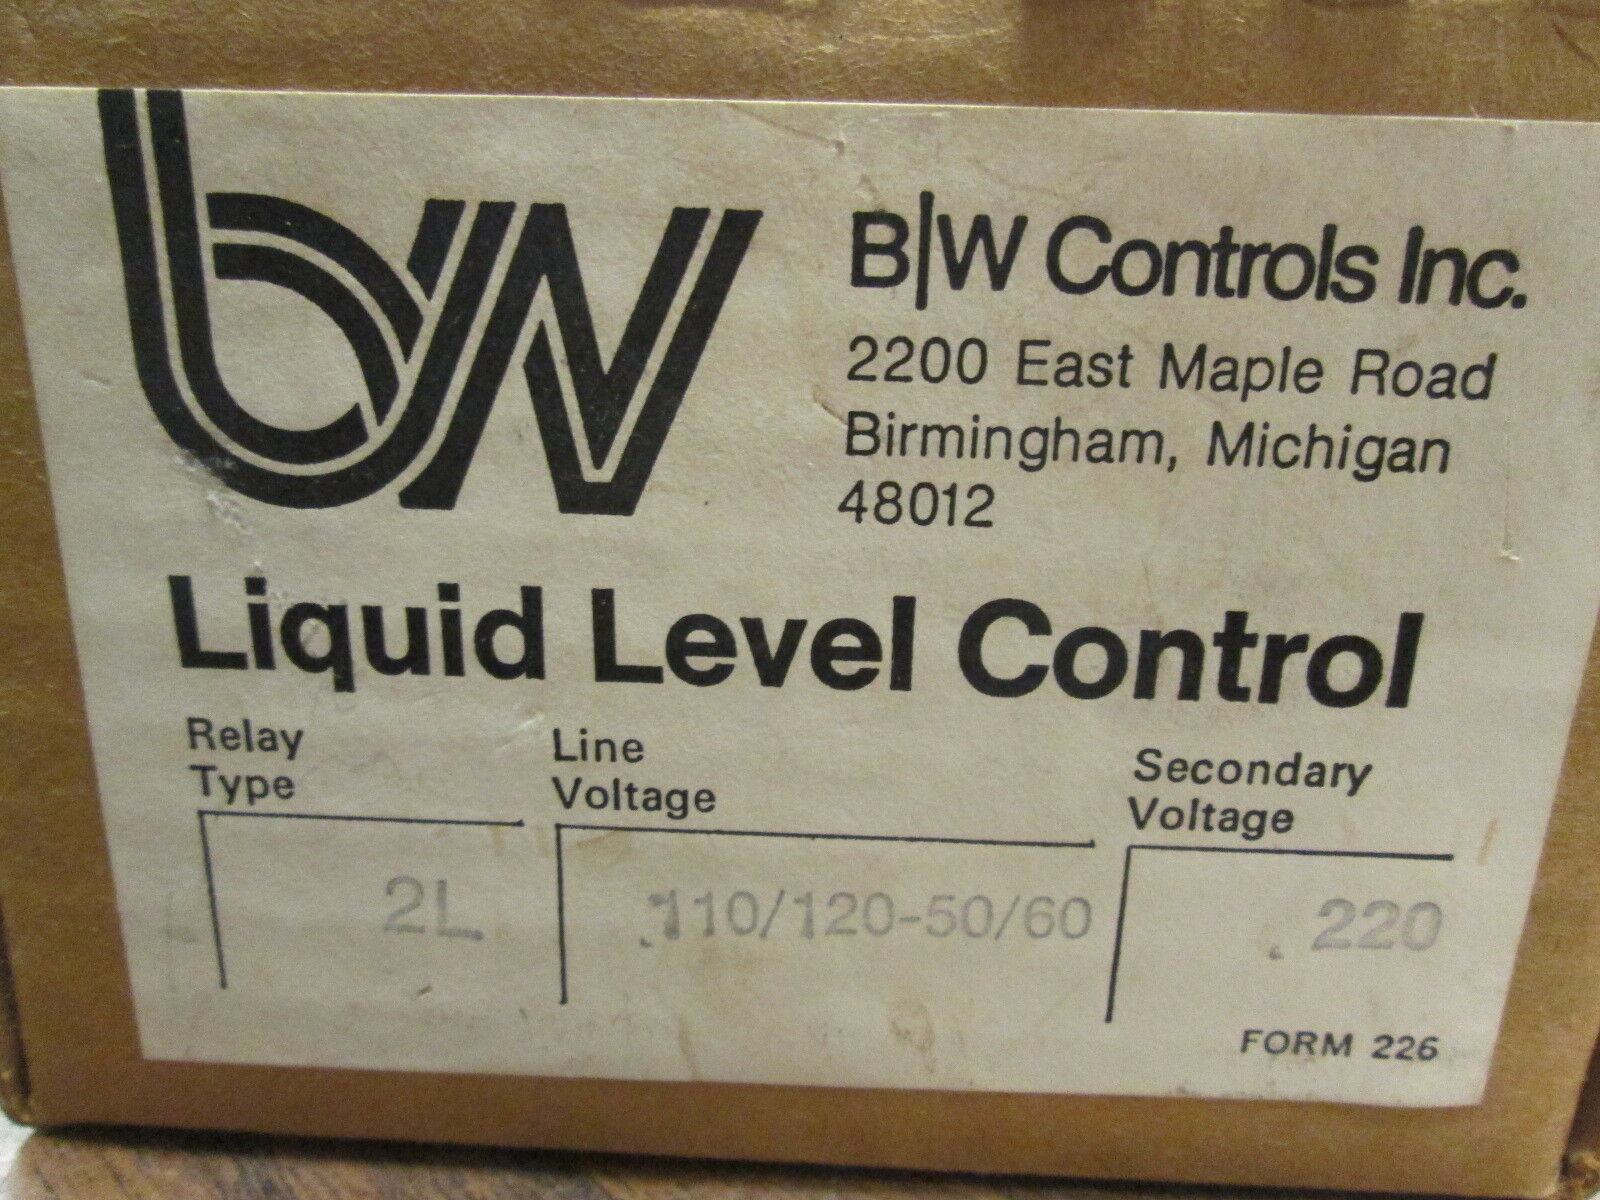 bw
B|W Controls Inc.
2200 East Maple Road
Birmingham, Michigan
48012
Liquid Level Control
Relay
Type
Line
Voltage
Secondary
Voltage
2L
110/120-50/60
220
FORM 226